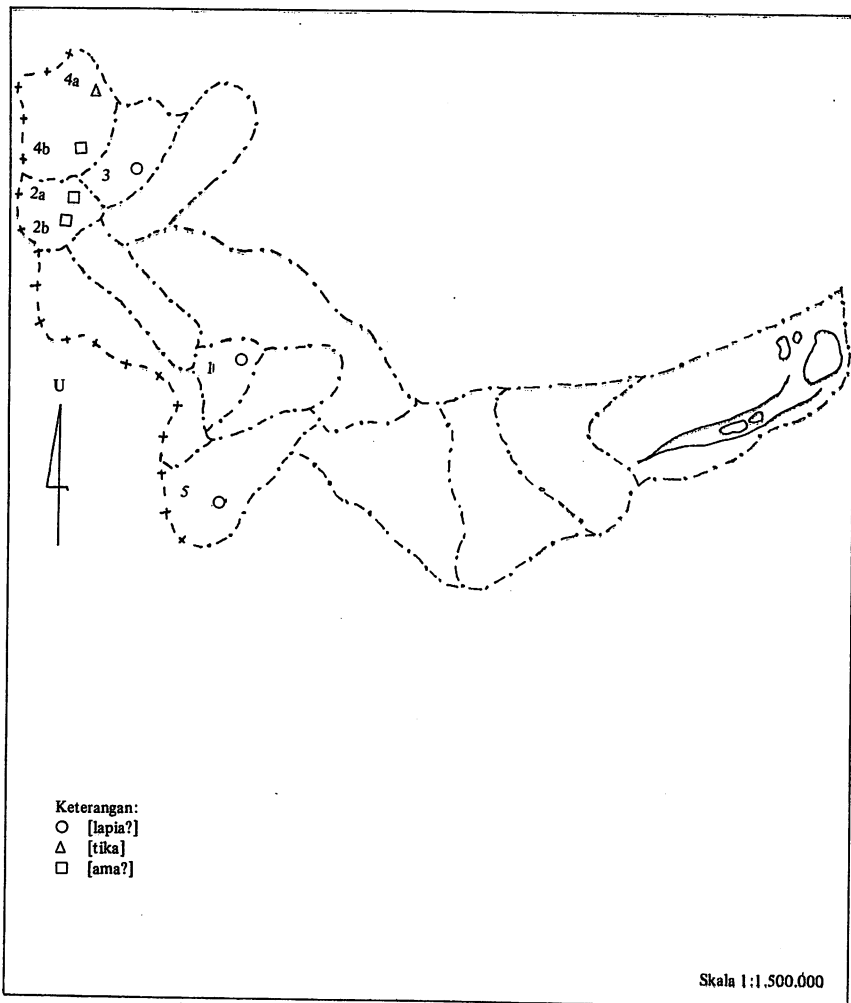 4a
4b
3
2a
2b
1
U
5
Keterangan:
[lapia?]
[tika]
[ama?]
Skala 1:1.500.000